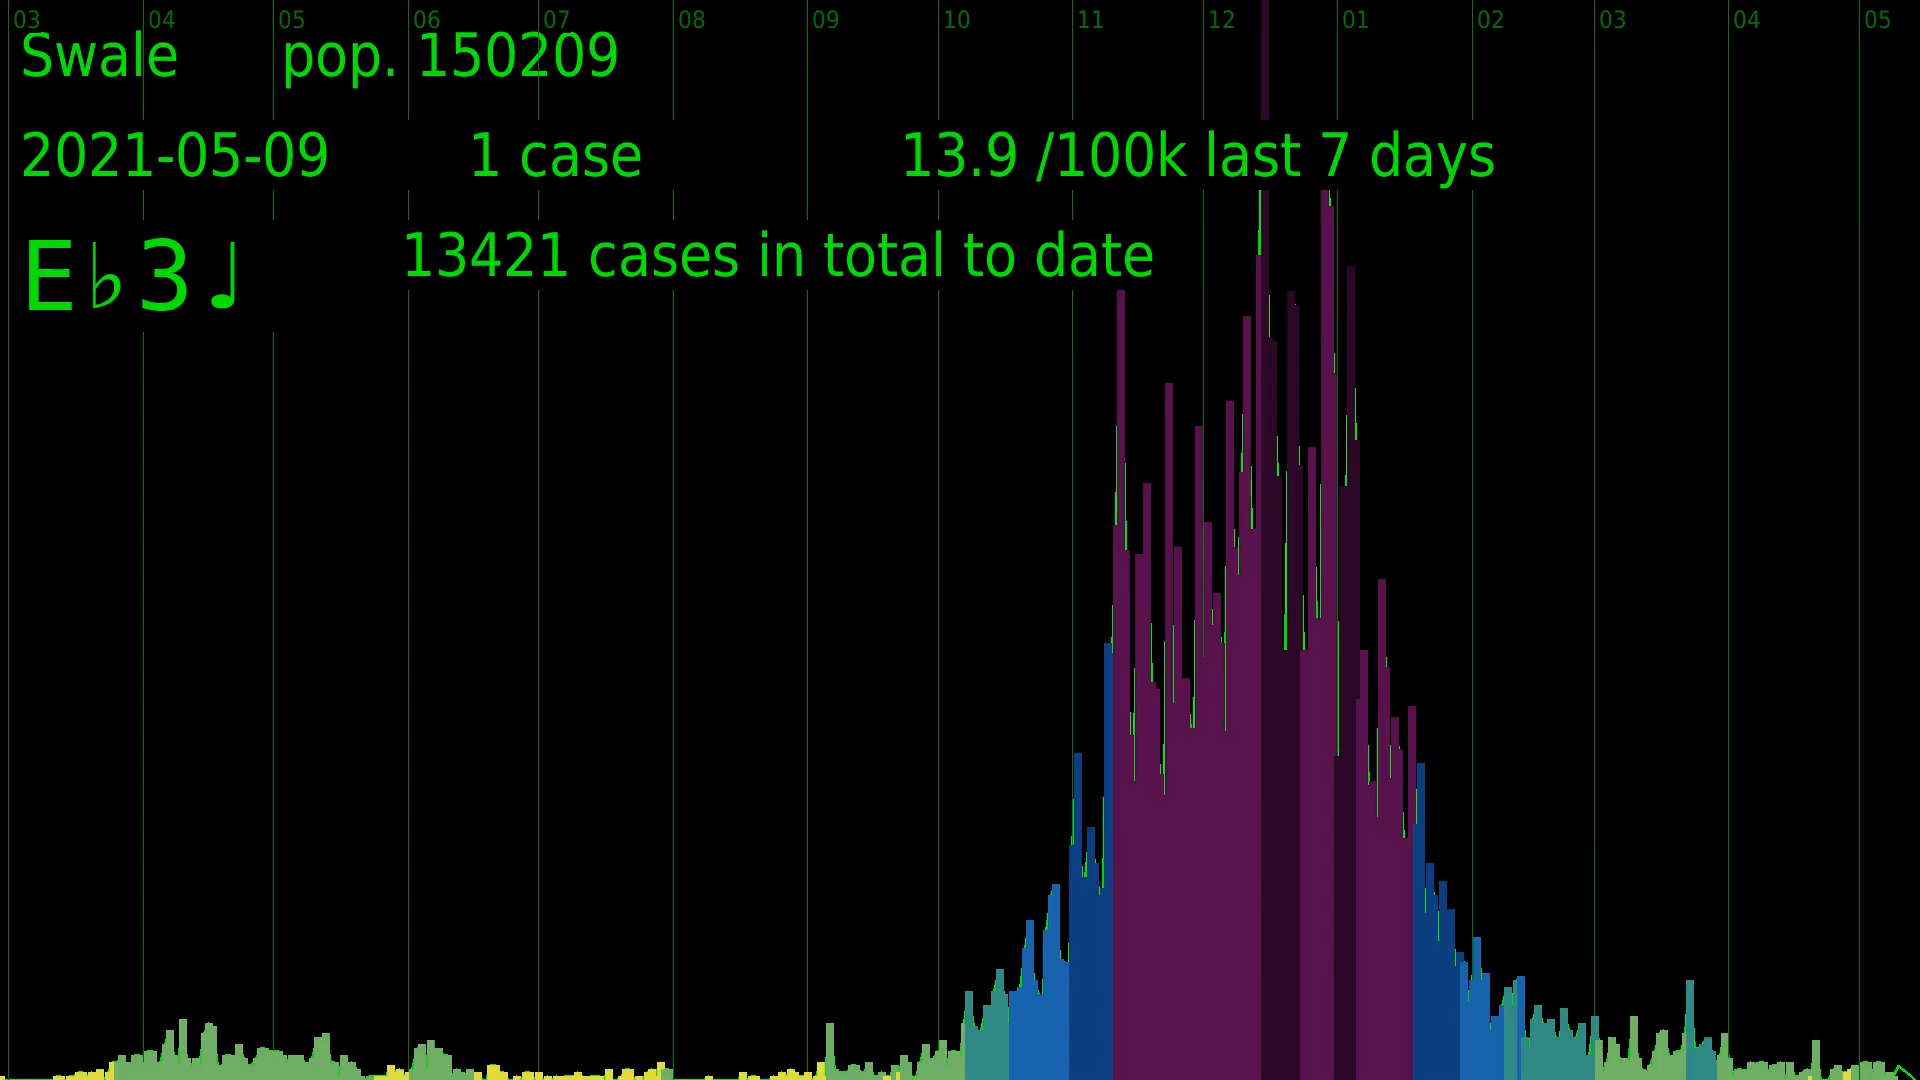 03 04 05 06 07 08 09 10 11 12 01 02 03 04 05
Swale pop. 150209
2021-05-09 1 case 13.9 /100k last 7 days
E♭3♩ 13421 cases in total to date